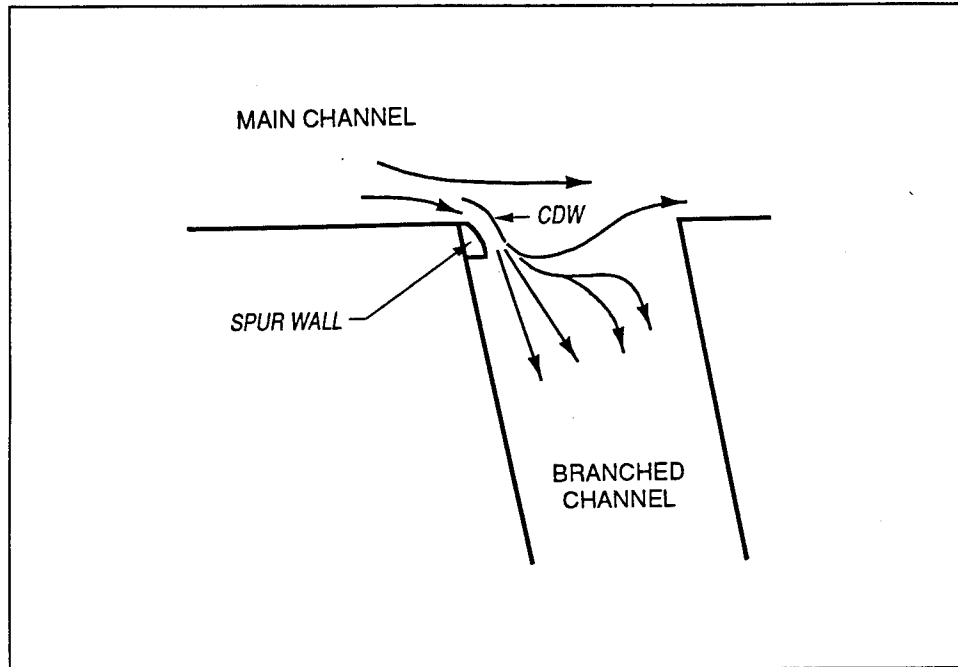 MAIN CHANNEL
CDW
SPUR WALL
BRANCHED
CHANNEL